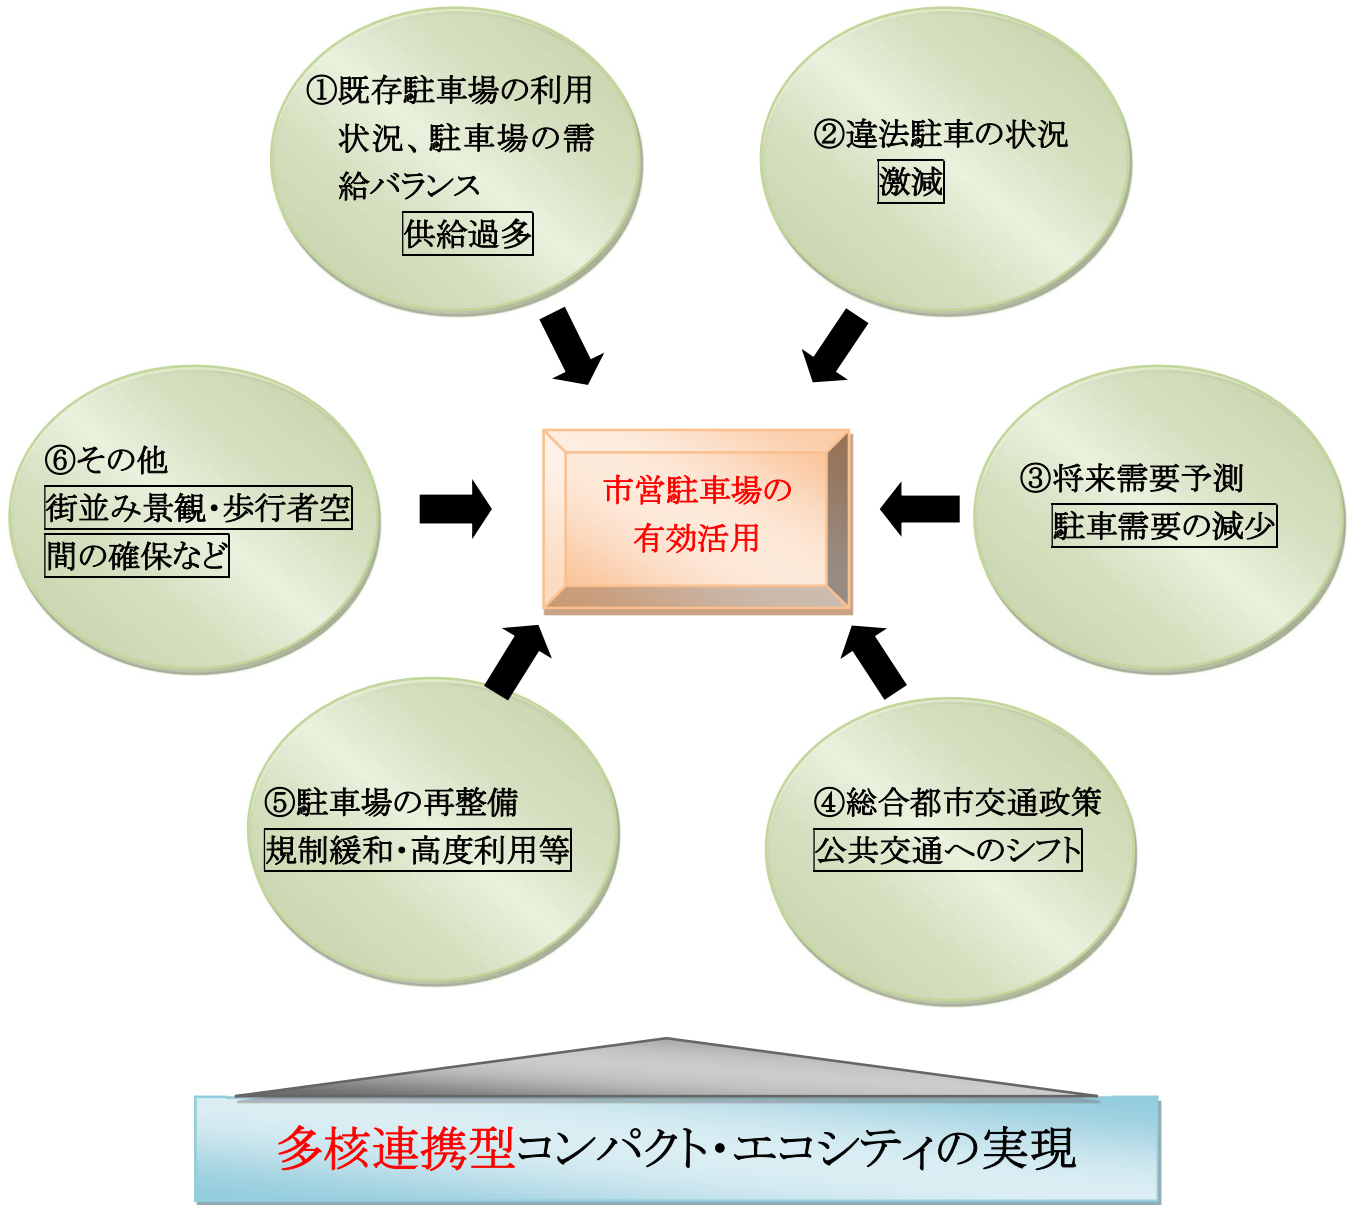 ①既存駐車場の利用
状況、駐車場の需
給バランス
供給過多
②違法駐車の状況
激減
③将来需要予測
駐車需要の減少
④総合都市交通政策
公共交通へのシフト
⑤駐車場の再整備
規制緩和・高度利用等
⑥その他
街並み景観・歩行者空
間の確保など
市営駐車場の
有効活用
多核連携型コンパクト・エコシティの実現